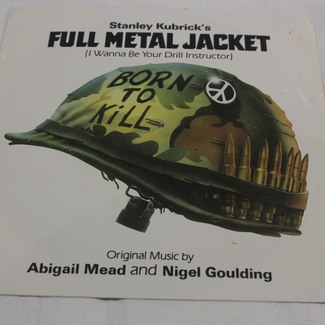 Stanley Kubrick's
FULL METAL JACKET
(I Wanna Be Your Drill Instructor)
BORN
TO
KiLL
Original Music by
Abigail Mead and Nigel Goulding